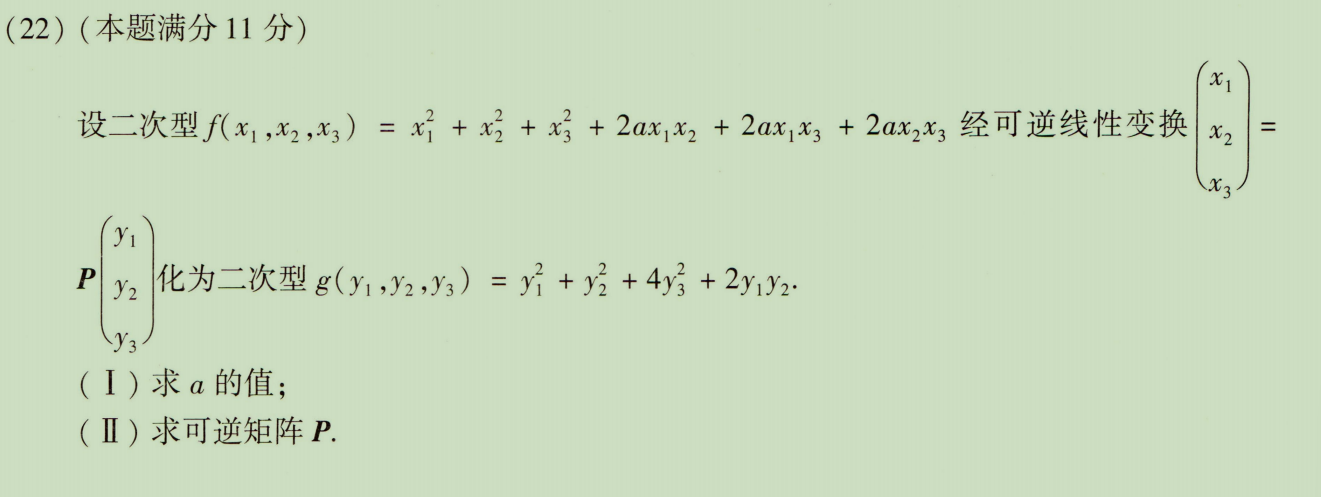 (22)(本题满分 11 分)
设二次型 f(x₁,x₂,x₃) = x₁² + x₂² + x₃² + 2ax₁x₂ + 2ax₁x₃ + 2ax₂x₃ 经可逆线性变换 (x₁ x₂ x₃) =
P (y₁ y₂ y₃) 化为二次型 g(y₁,y₂,y₃) = y₁² + y₂² + 4y₃² + 2y₁y₂.
(Ⅰ)求 a 的值;
(Ⅱ)求可逆矩阵 P.